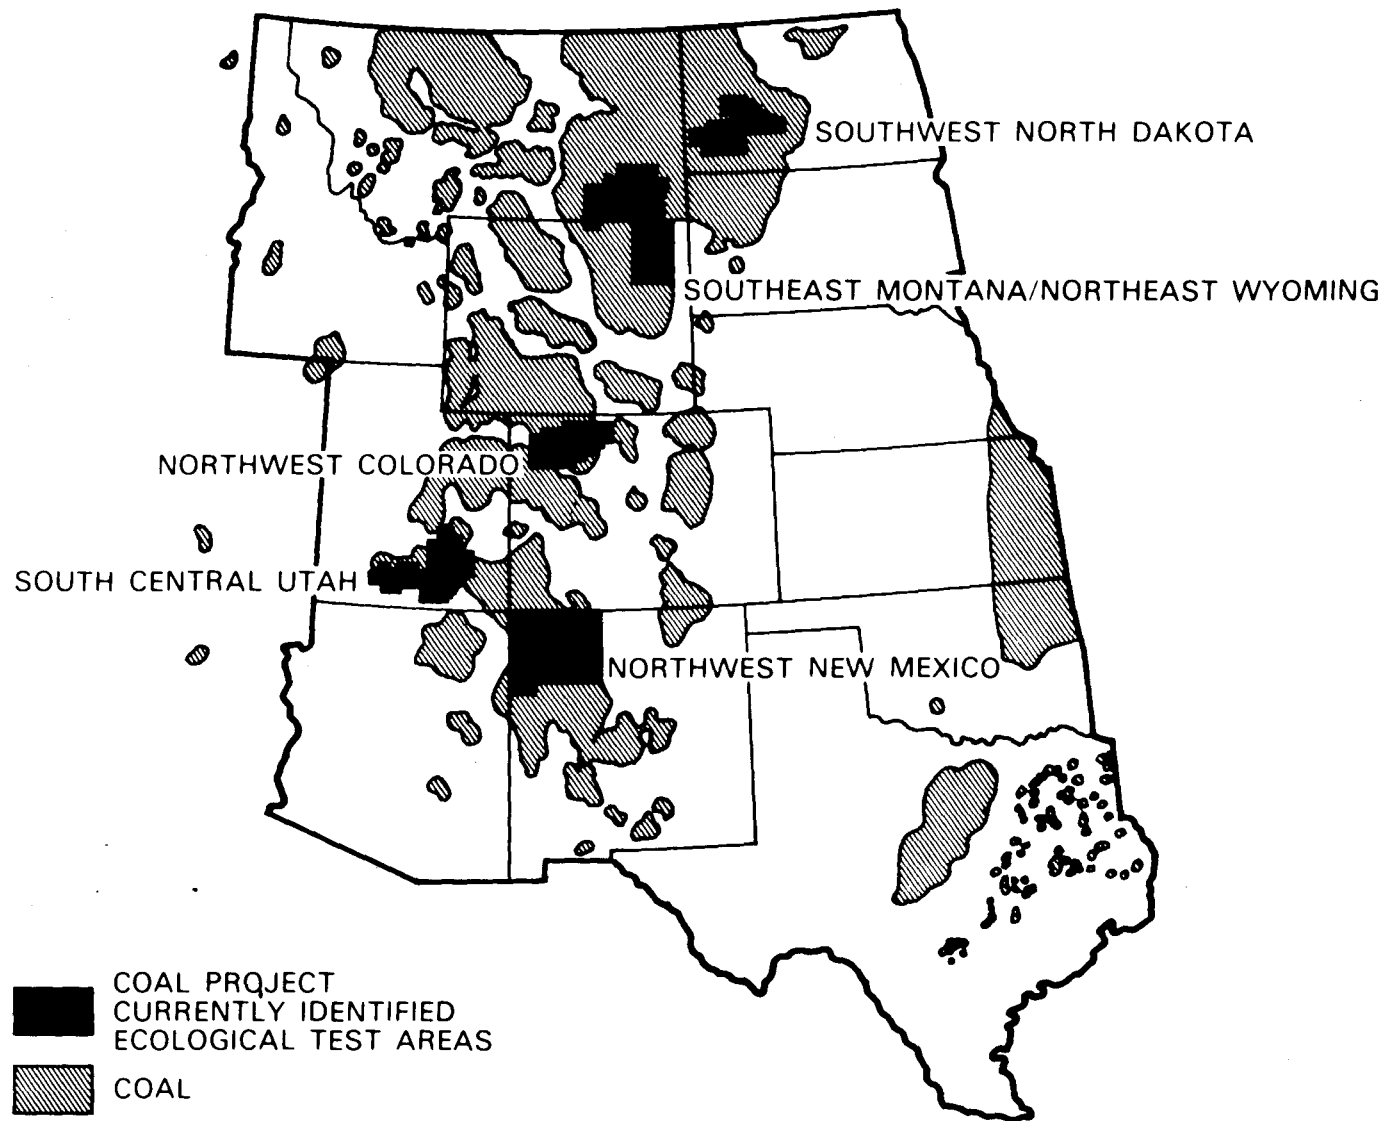 SOUTHWEST NORTH DAKOTA
SOUTHEAST MONTANA/NORTHEAST WYOMING
NORTHWEST COLORADO
SOUTH CENTRAL UTAH
NORTHWEST NEW MEXICO
COAL PROJECT
CURRENTLY IDENTIFIED
ECOLOGICAL TEST AREAS
COAL